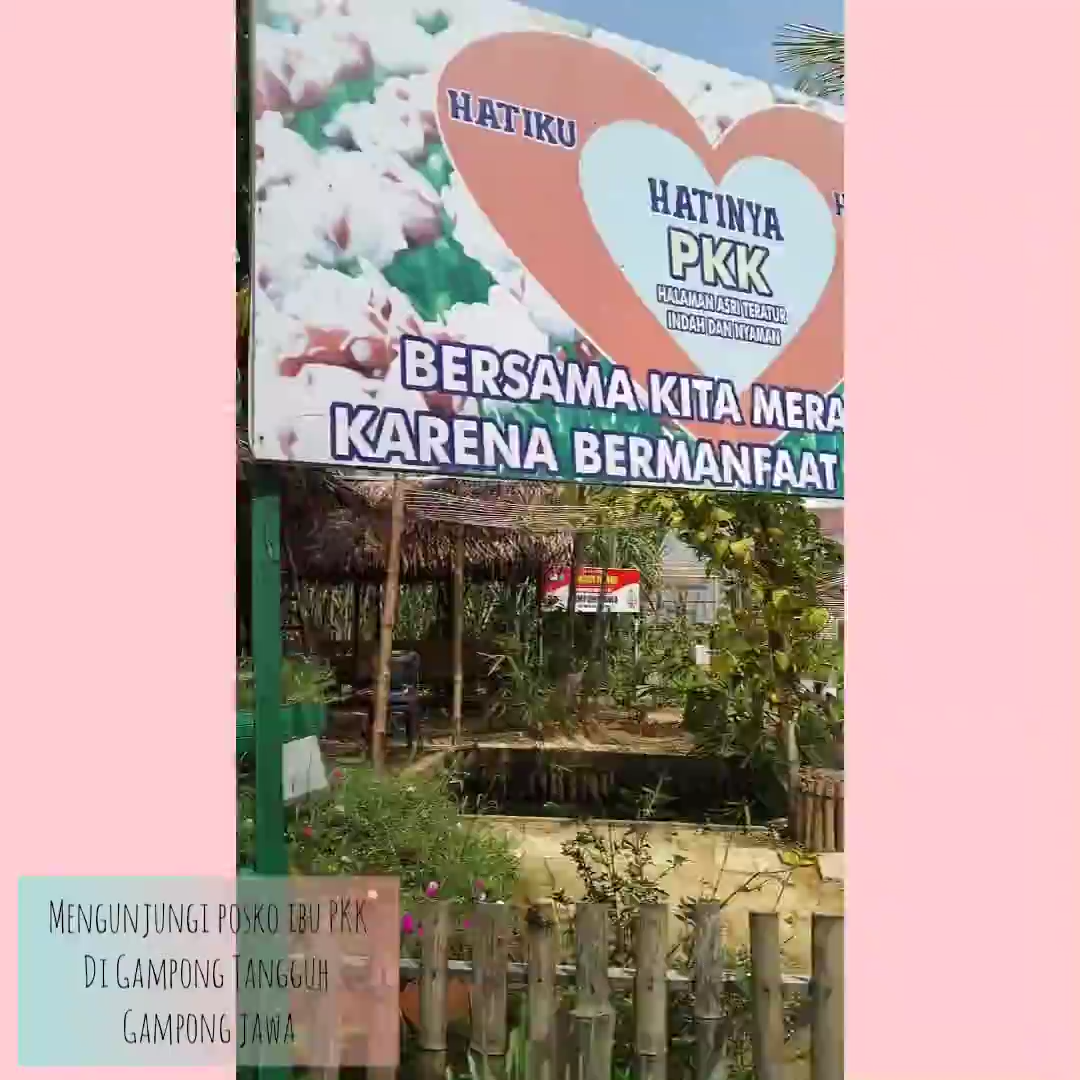 HATIKU
HATINYA
PKK
HALAMAN ASRI TERATUR
INDAH DAN NYAMAN
BERSAMA KITA MERA
KARENA BERMANFAAT
MENGUNJUNGI POSKO IBU PKK
DI GAMPONG TANGGUH
GAMPONG JAWA